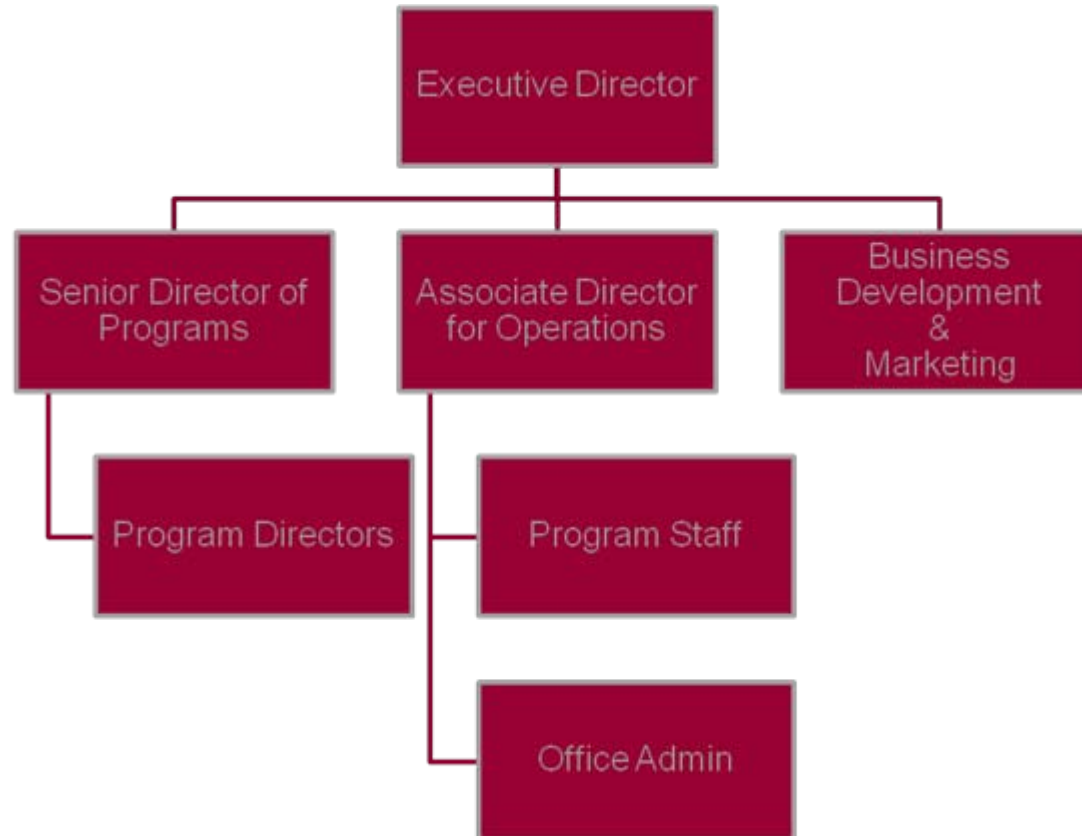 Executive Director
Senior Director of
Programs
Associate Director
for Operations
Business
Development
&
Marketing
Program Directors
Program Staff
Office Admin